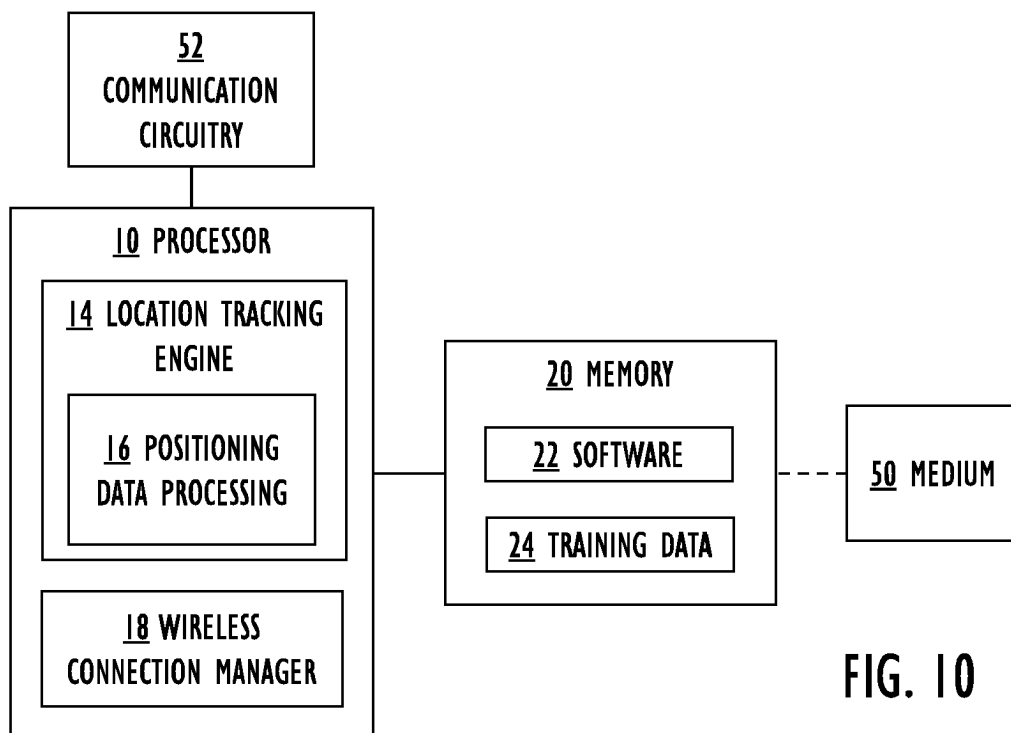 52
COMMUNICATION
CIRCUITRY
10 PROCESSOR
14 LOCATION TRACKING
ENGINE
16 POSITIONING
DATA PROCESSING
18 WIRELESS
CONNECTION MANAGER
20 MEMORY
22 SOFTWARE
24 TRAINING DATA
50 MEDIUM
FIG. 10